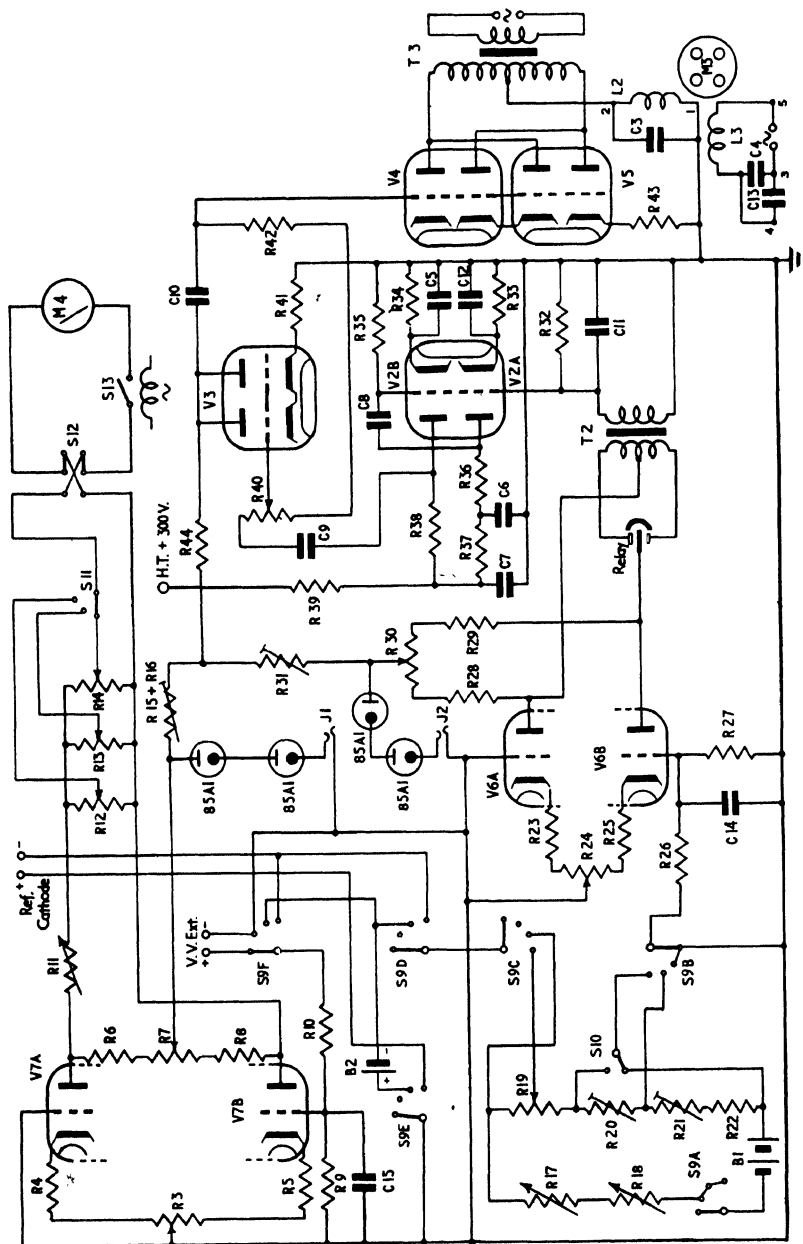 T 3
M3
L2
2
1
C3
L3
5
C4
3
C13
4
V4
V5
R43
R42
C10
R41
V3
R40
C9
R44
H.T. + 300V.
R39
R35
R34
C5
C12
R33
C8
V2B
V2A
R32
C11
R36
R38
R37
C6
C7
T2
Relay
M4
S13
S12
S11
R14
R13
R12
R15 + R16
R31
R30
R29
R28
J1
J2
85A1
85A1
85A1
85A1
V6A
V6B
R23
R24
R25
R26
R27
C14
Ref. + -
Cathode
V.V. Ext.
+ -
R11
S9F
S9D
S9C
S9B
S9E
S10
B2
+ -
R10
V7A
V7B
R6
R7
R8
R4
R3
R5
R9
C15
R19
R20
R21
R22
R17
R18
S9A
B1